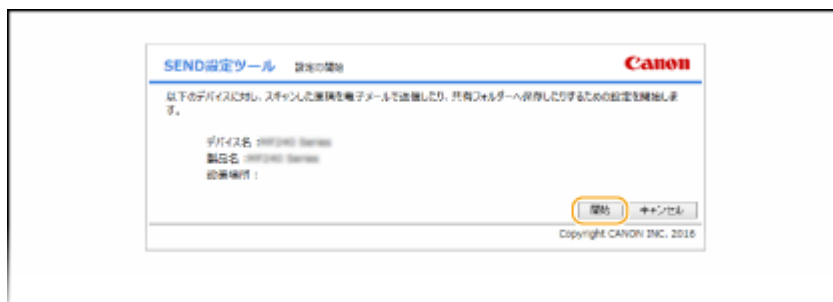 SEND設定ツール 設定の開始 Canon
以下のデバイスに対し、スキャンした原稿を電子メールで送信したり、共有フォルダーへ保存したりするための設定を開始しま
す。
デバイス名 :MF240 Series
製品名 :MF240 Series
設置場所 :
開始 キャンセル
Copyright CANON INC. 2016